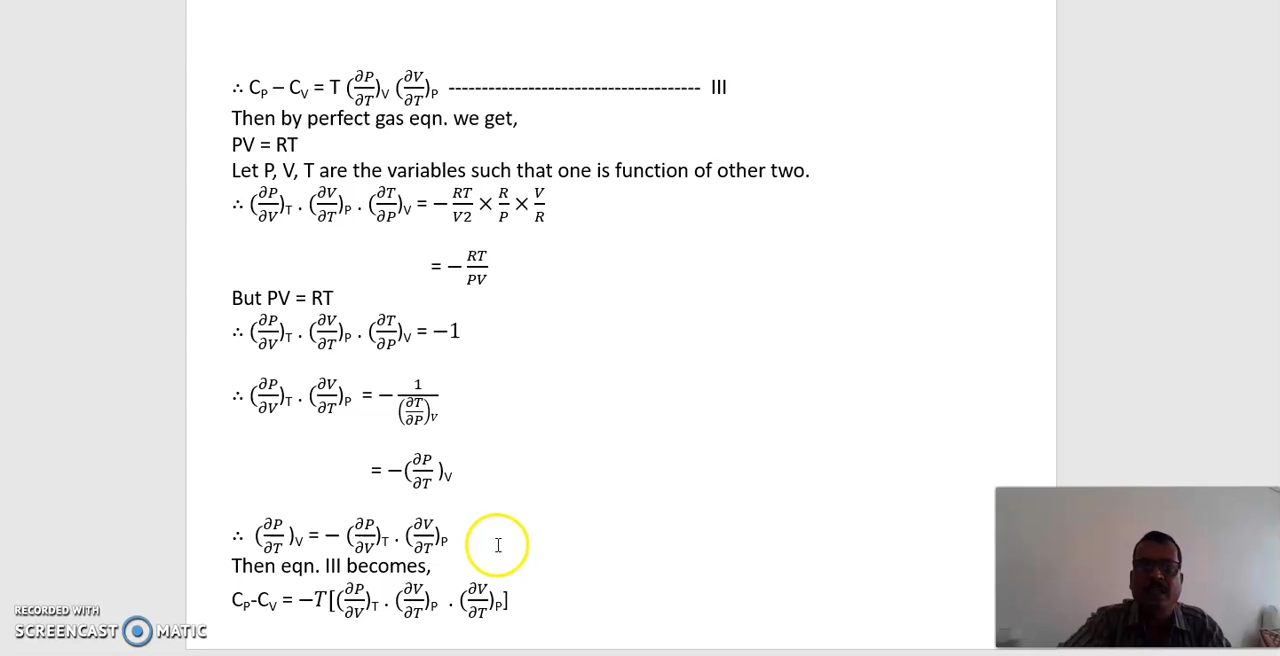 ∴ C_P – C_V = T (∂P/∂T)_V (∂V/∂T)_P -------------------------------------- III
Then by perfect gas eqn. we get,
PV = RT
Let P, V, T are the variables such that one is function of other two.
∴ (∂P/∂V)_T . (∂V/∂T)_P . (∂T/∂P)_V = − RT/V2 × R/P × V/R
= − RT/PV
But PV = RT
∴ (∂P/∂V)_T . (∂V/∂T)_P . (∂T/∂P)_V = −1
∴ (∂P/∂V)_T . (∂V/∂T)_P = − 1/(∂T/∂P)_V
= −(∂P/∂T )_V
∴ (∂P/∂T )_V = − (∂P/∂V)_T . (∂V/∂T)_P
Then eqn. III becomes,
C_P-C_V = −T[(∂P/∂V)_T . (∂V/∂T)_P . (∂V/∂T)_P]
RECORDED WITH
SCREENCAST MATIC